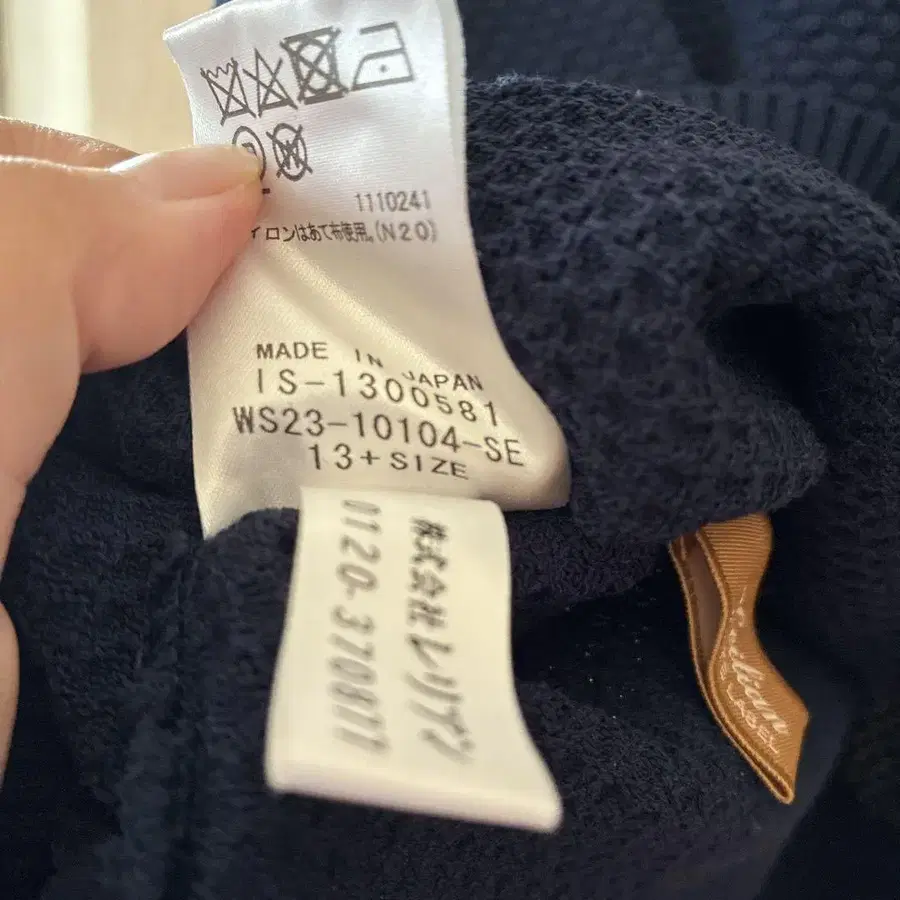 1110241
イロンはあて布使用。(N20)
MADE IN JAPAN
IS-1300581
WS23-10104-SE
13+SIZE
株式会社レリアン
0120-370877